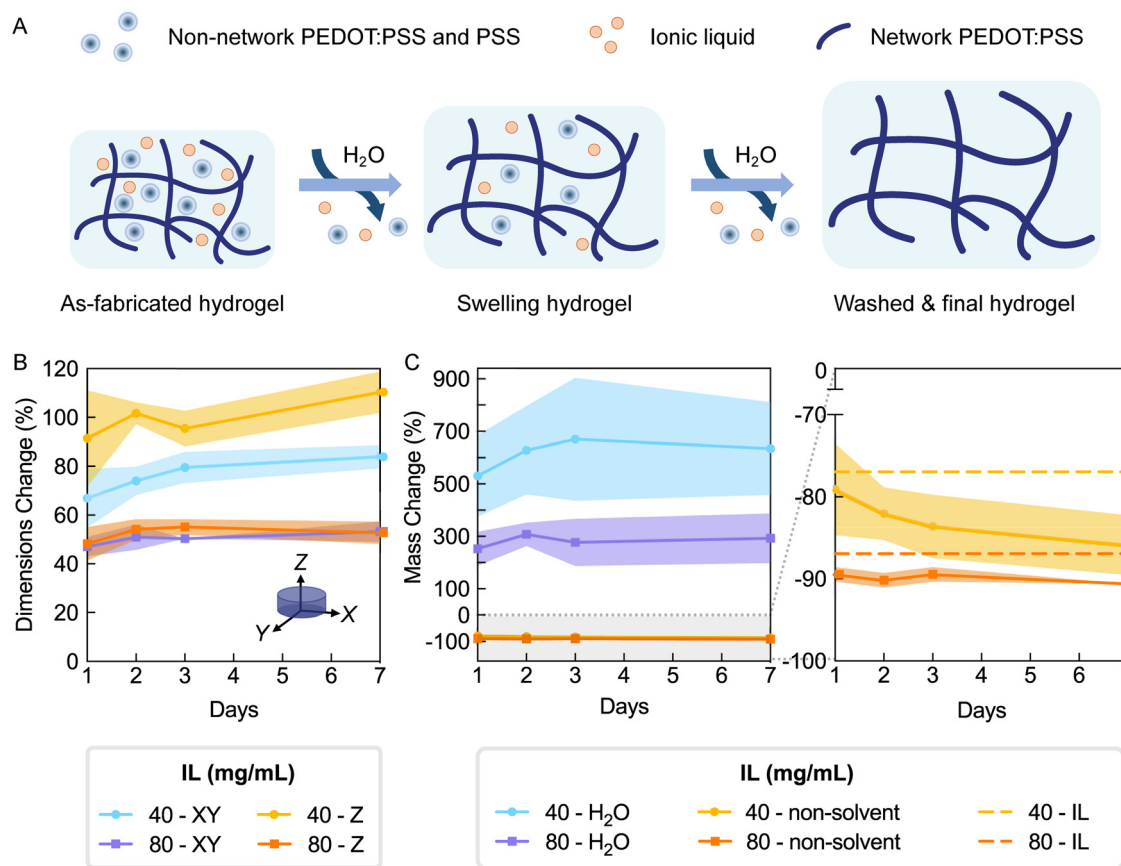 A
Non-network PEDOT:PSS and PSS
Ionic liquid
Network PEDOT:PSS
H₂O
H₂O
As-fabricated hydrogel
Swelling hydrogel
Washed & final hydrogel
B
Dimensions Change (%)
120
100
80
60
40
20
0
Z
Y
X
1 2 3 4 5 6 7
Days
C
Mass Change (%)
900
700
500
300
100
0
-100
1 2 3 4 5 6 7
Days
0
-70
-80
-90
-100
1 2 3 4 5 6
Days
IL (mg/mL)
40 - XY
40 - Z
80 - XY
80 - Z
IL (mg/mL)
40 - H₂O
40 - non-solvent
40 - IL
80 - H₂O
80 - non-solvent
80 - IL